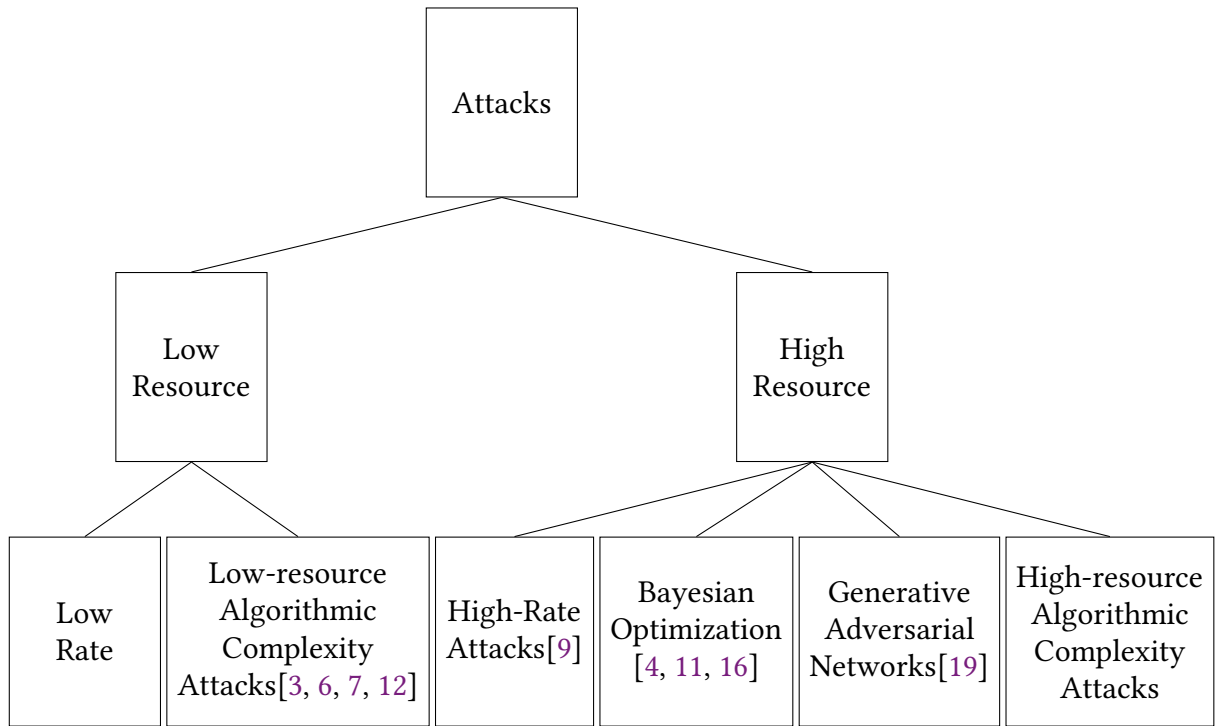 Attacks
Low
Resource
High
Resource
Low
Rate
Low-resource
Algorithmic
Complexity
Attacks[3, 6, 7, 12]
High-Rate
Attacks[9]
Bayesian
Optimization
[4, 11, 16]
Generative
Adversarial
Networks[19]
High-resource
Algorithmic
Complexity
Attacks